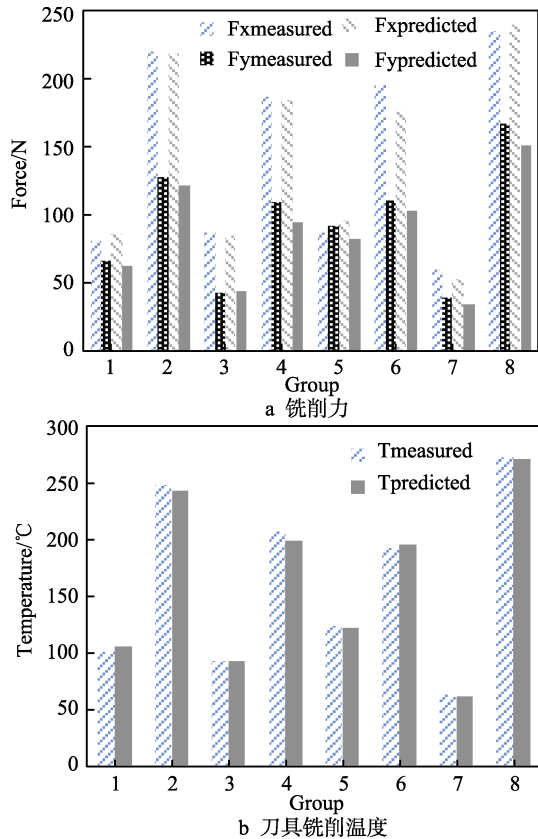 250
Fxmeasured Fxpredicted
Fymeasured Fypredicted
200
150
100
50
0
Force/N
1 2 3 4 5 6 7 8
Group
a 铣削力
300
Tmeasured
Tpredicted
250
200
150
100
50
0
Temperature/℃
1 2 3 4 5 6 7 8
Group
b 刀具铣削温度